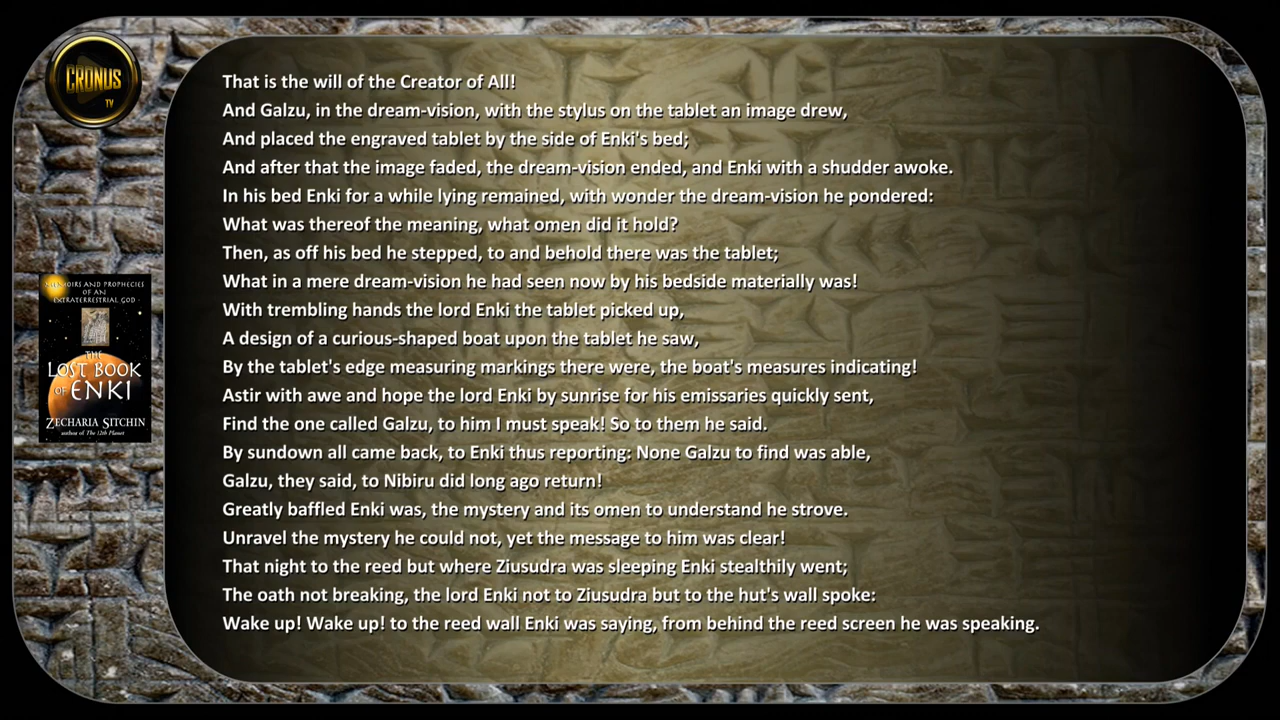 CRONUS
TV
That is the will of the Creator of All!
And Galzu, in the dream-vision, with the stylus on the tablet an image drew,
And placed the engraved tablet by the side of Enki's bed;
And after that the image faded, the dream-vision ended, and Enki with a shudder awoke.
In his bed Enki for a while lying remained, with wonder the dream-vision he pondered:
What was thereof the meaning, what omen did it hold?
Then, as off his bed he stepped, to and behold there was the tablet;
What in a mere dream-vision he had seen now by his bedside materially was!
With trembling hands the lord Enki the tablet picked up,
A design of a curious-shaped boat upon the tablet he saw,
By the tablet's edge measuring markings there were, the boat's measures indicating!
Astir with awe and hope the lord Enki by sunrise for his emissaries quickly sent,
Find the one called Galzu, to him I must speak! So to them he said.
By sundown all came back, to Enki thus reporting: None Galzu to find was able,
Galzu, they said, to Nibiru did long ago return!
Greatly baffled Enki was, the mystery and its omen to understand he strove.
Unravel the mystery he could not, yet the message to him was clear!
That night to the reed but where Ziusudra was sleeping Enki stealthily went;
The oath not breaking, the lord Enki not to Ziusudra but to the hut's wall spoke:
Wake up! Wake up! to the reed wall Enki was saying, from behind the reed screen he was speaking.
MEMOIRS AND PROPHECIES
OF AN
EXTRATERRESTRIAL GOD
THE
LOST BOOK
OF ENKI
ZECHARIA SITCHIN
author of The 12th Planet